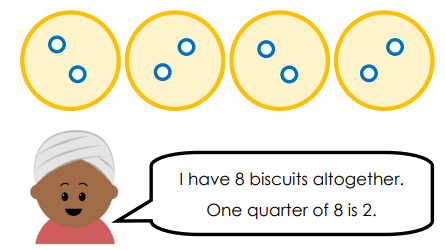 I have 8 biscuits altogether.
One quarter of 8 is 2.